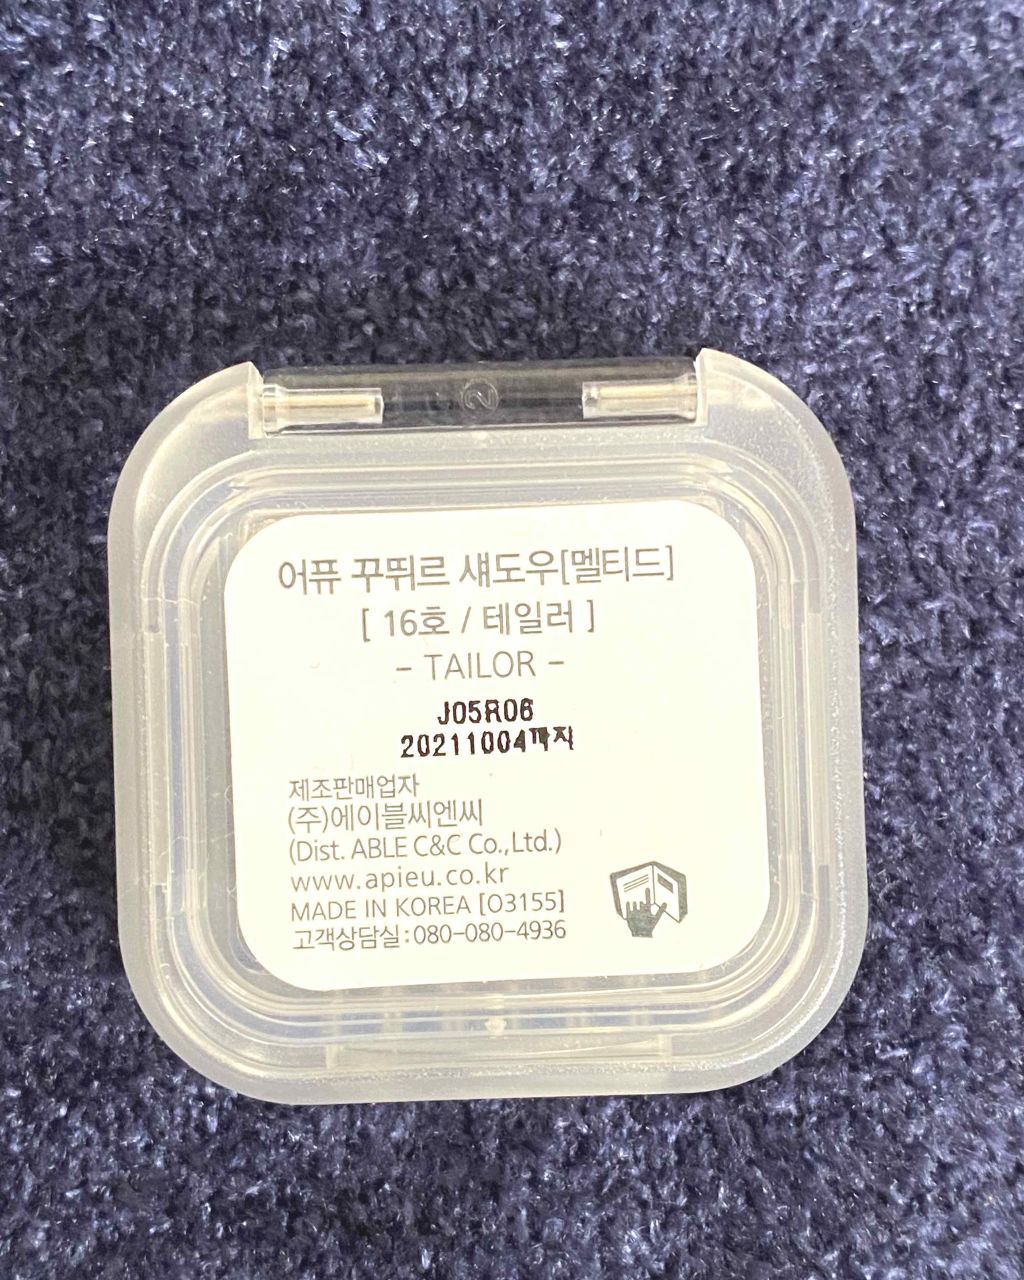 2
어퓨 꾸뛰르 섀도우[멜티드]
[ 16호 / 테일러 ]
- TAILOR -
J05R06
20211004까지
제조판매업자
(주)에이블씨엔씨
(Dist. ABLE C&C Co.,Ltd.)
www.apieu.co.kr
MADE IN KOREA [O3155]
고객상담실:080-080-4936